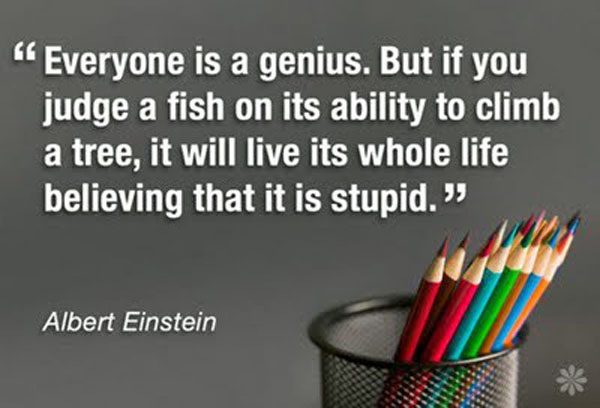 “Everyone is a genius. But if you
judge a fish on its ability to climb
a tree, it will live its whole life
believing that it is stupid.”
Albert Einstein